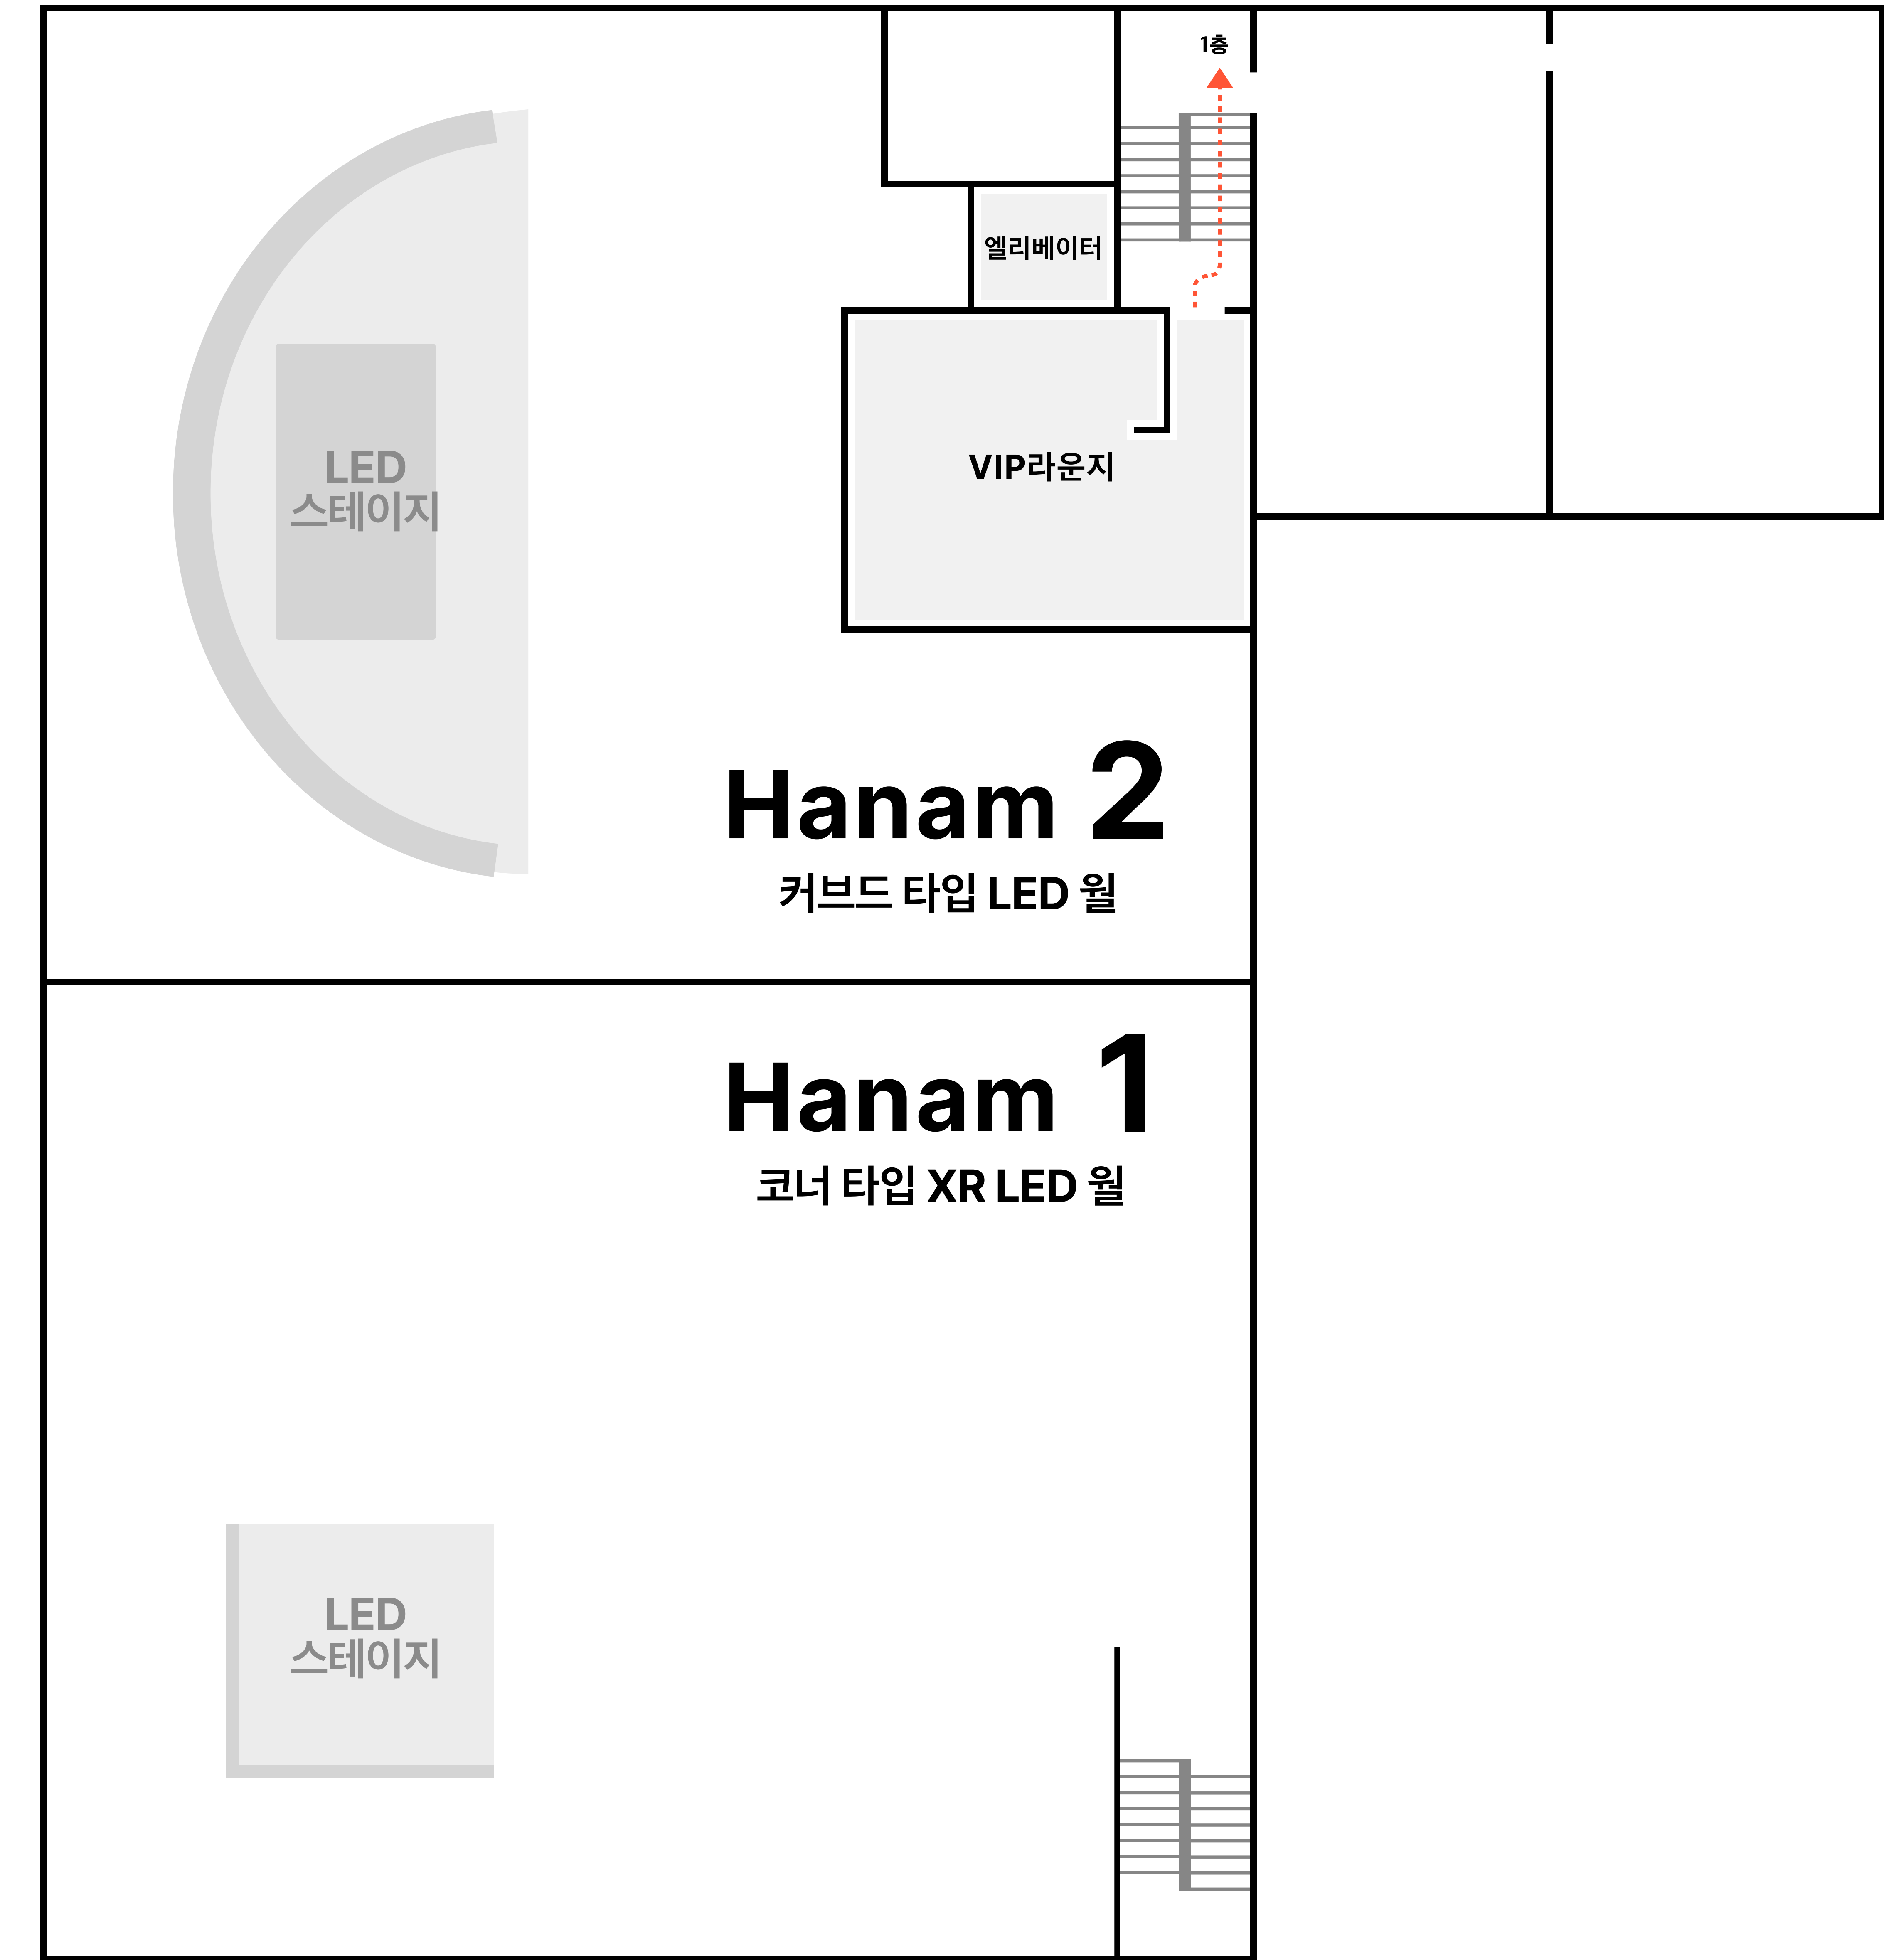 1층
엘리베이터
VIP라운지
LED
스테이지
Hanam 2
커브드 타입 LED 월
Hanam 1
코너 타입 XR LED 월
LED
스테이지